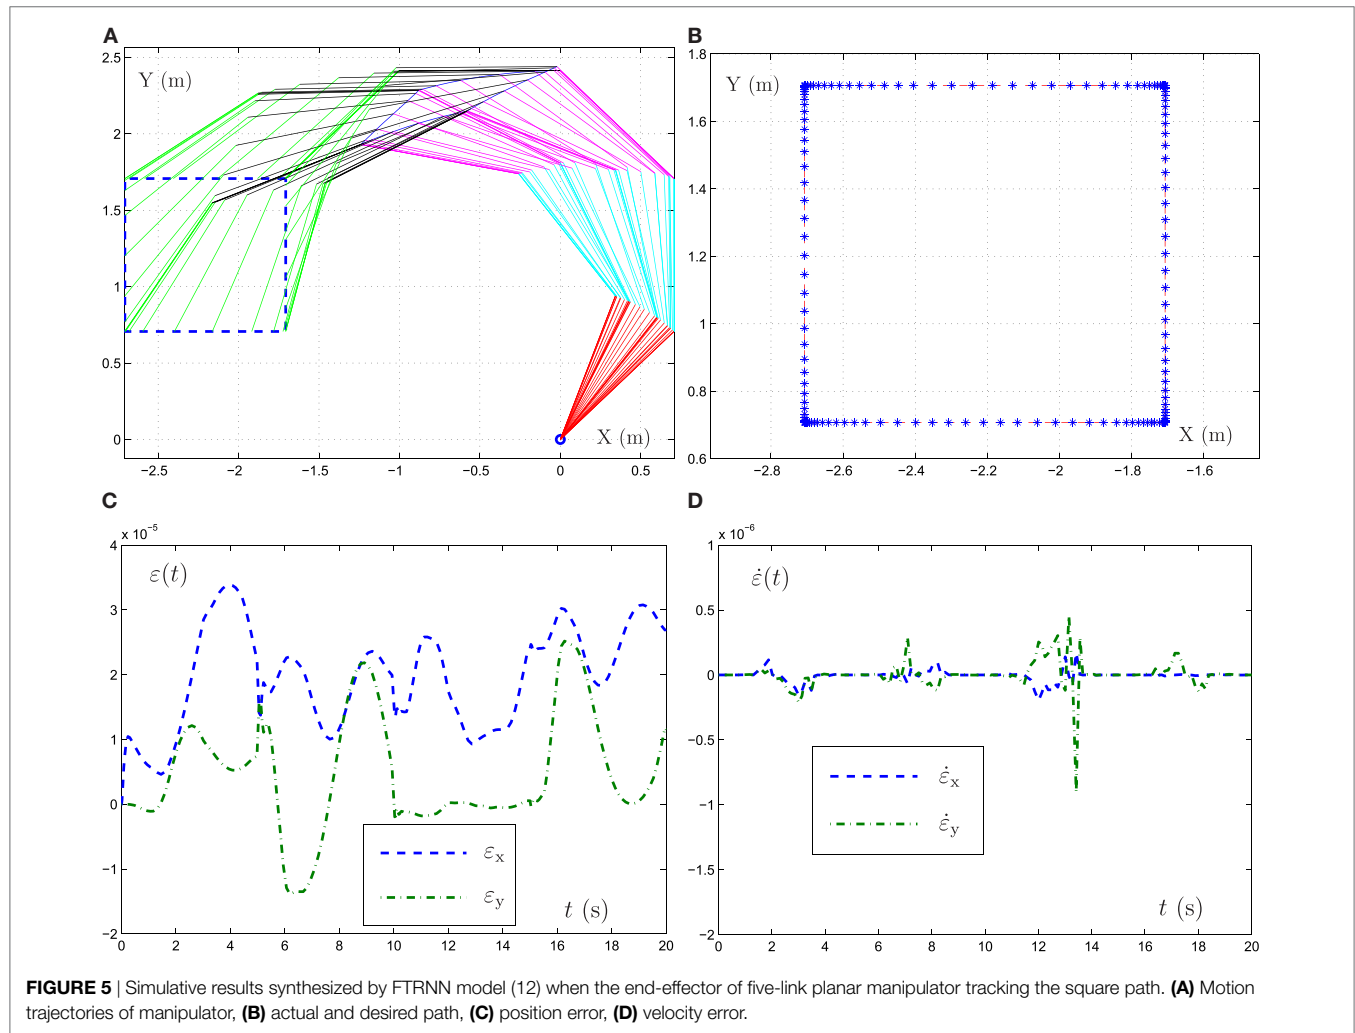 A
B
Y (m)
2.5
2
1.5
1
0.5
0
−2.5
−2
−1.5
−1
−0.5
0
0.5
X (m)
Y (m)
1.8
1.6
1.4
1.2
1
0.8
0.6
−2.8
−2.6
−2.4
−2.2
−2
−1.8
−1.6
X (m)
C
D
x 10⁻⁵
4
3
2
1
0
−1
−2
ε(t)
εx
εy
t (s)
0 2 4 6 8 10 12 14 16 18 20
x 10⁻⁶
1
0.5
0
−0.5
−1
−1.5
−2
ε̇(t)
ε̇x
ε̇y
t (s)
0 2 4 6 8 10 12 14 16 18 20
FIGURE 5 | Simulative results synthesized by FTRNN model (12) when the end-effector of five-link planar manipulator tracking the square path. (A) Motion
trajectories of manipulator, (B) actual and desired path, (C) position error, (D) velocity error.